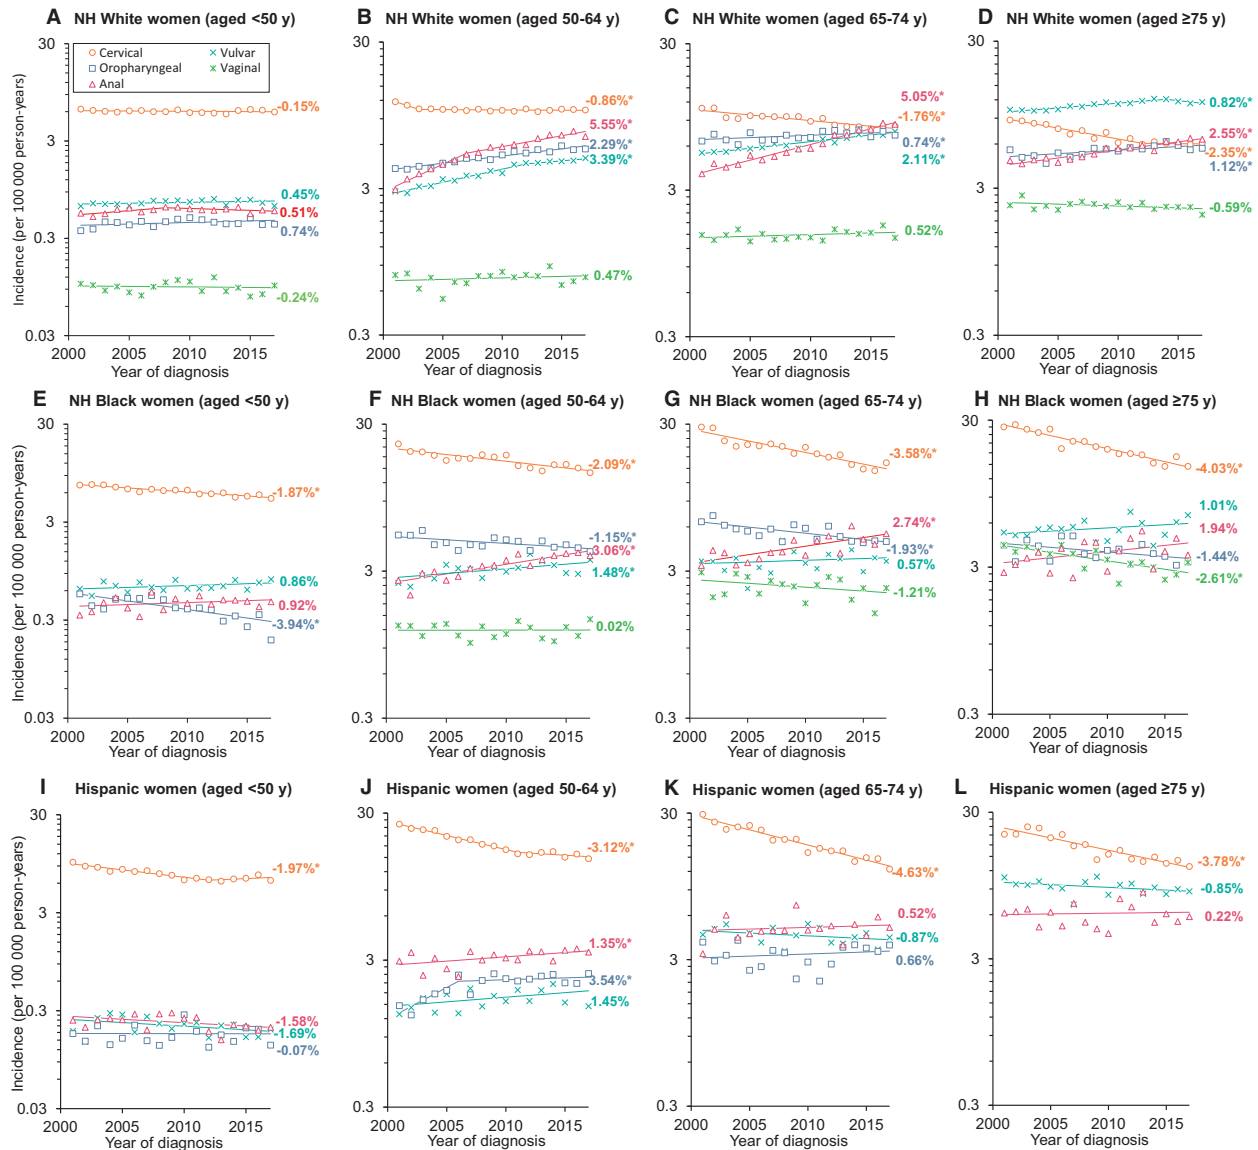 A NH White women (aged <50 y)
30
3
0.3
0.03
Incidence (per 100 000 person-years)
Cervical
Vulvar
Oropharyngeal
Vaginal
Anal
-0.15%
0.45%
0.51%
0.74%
-0.24%
2000 2005 2010 2015
Year of diagnosis
B NH White women (aged 50-64 y)
30
3
0.3
-0.86%*
5.55%*
2.29%*
3.39%*
0.47%
2000 2005 2010 2015
Year of diagnosis
C NH White women (aged 65-74 y)
30
3
0.3
5.05%*
-1.76%*
0.74%*
2.11%*
0.52%
2000 2005 2010 2015
Year of diagnosis
D NH White women (aged ≥75 y)
30
3
0.3
0.82%*
2.55%*
-2.35%*
1.12%*
-0.59%
2000 2005 2010 2015
Year of diagnosis
E NH Black women (aged <50 y)
30
3
0.3
0.03
Incidence (per 100 000 person-years)
-1.87%*
0.86%
0.92%
-3.94%*
2000 2005 2010 2015
Year of diagnosis
F NH Black women (aged 50-64 y)
30
3
0.3
-2.09%*
-1.15%*
3.06%*
1.48%*
0.02%
2000 2005 2010 2015
Year of diagnosis
G NH Black women (aged 65-74 y)
30
3
0.3
-3.58%*
2.74%*
-1.93%*
0.57%
-1.21%
2000 2005 2010 2015
Year of diagnosis
H NH Black women (aged ≥75 y)
30
3
0.3
-4.03%*
1.01%
1.94%
-1.44%
-2.61%*
2000 2005 2010 2015
Year of diagnosis
I Hispanic women (aged <50 y)
30
3
0.3
0.03
Incidence (per 100 000 person-years)
-1.97%*
-1.58%
-1.69%
-0.07%
2000 2005 2010 2015
Year of diagnosis
J Hispanic women (aged 50-64 y)
30
3
0.3
-3.12%*
1.35%*
3.54%*
1.45%
2000 2005 2010 2015
Year of diagnosis
K Hispanic women (aged 65-74 y)
30
3
0.3
-4.63%*
0.52%
-0.87%
0.66%
2000 2005 2010 2015
Year of diagnosis
L Hispanic women (aged ≥75 y)
30
3
0.3
-3.78%*
-0.85%
0.22%
2000 2005 2010 2015
Year of diagnosis